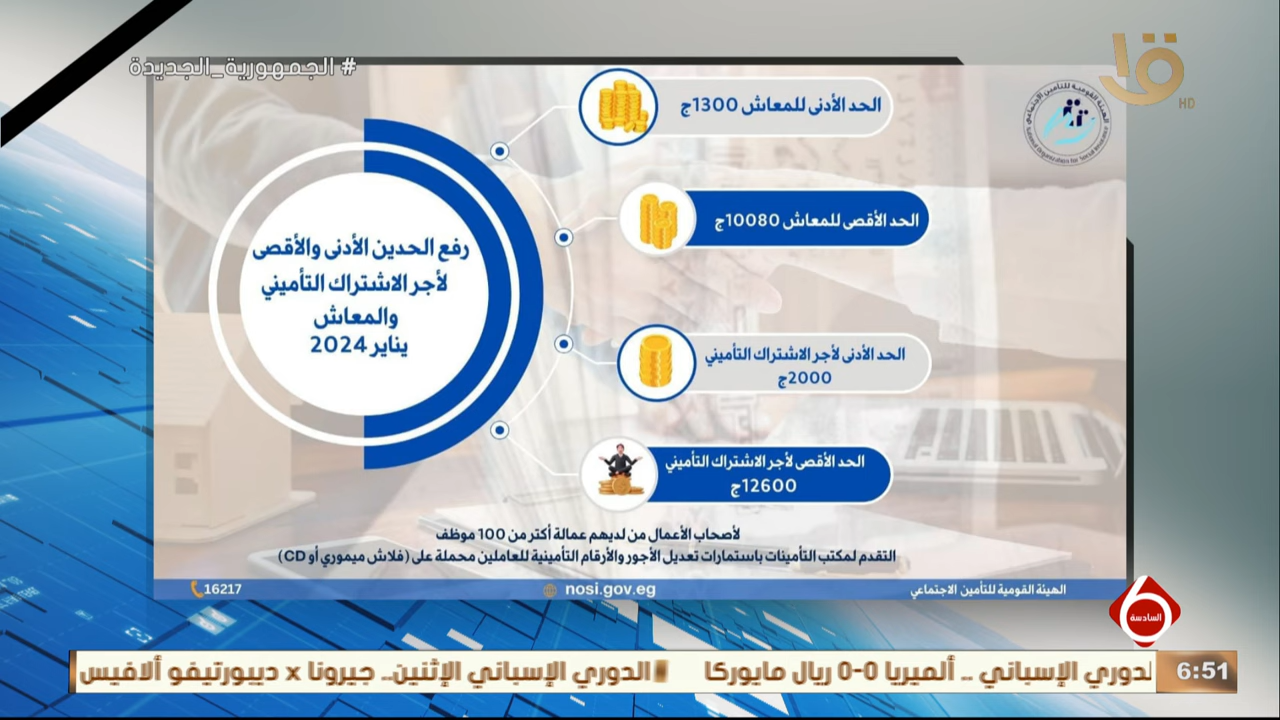 # الجمهورية_الجديدة
HD
الحد الأدنى للمعاش 1300ج
الحد الأقصى للمعاش 10080ج
رفع الحدين الأدنى والأقصى
لأجر الاشتراك التأميني
والمعاش
يناير 2024
الحد الأدنى لأجر الاشتراك التأميني
2000ج
الحد الأقصى لأجر الاشتراك التأميني
12600ج
لأصحاب الأعمال من لديهم عمالة أكثر من 100 موظف
التقدم لمكتب التأمينات باستمارات تعديل الأجور والأرقام التأمينية للعاملين محملة على (فلاش ميموري أو CD)
الهيئة القومية للتأمين الاجتماعي
nosi.gov.eg
16217
السادسة
لدوري الإسباني .. ألميريا 0-0 ريال مايوركا
الدوري الإسباني الإثنين.. جيرونا x ديبورتيفو ألافيس
6:51